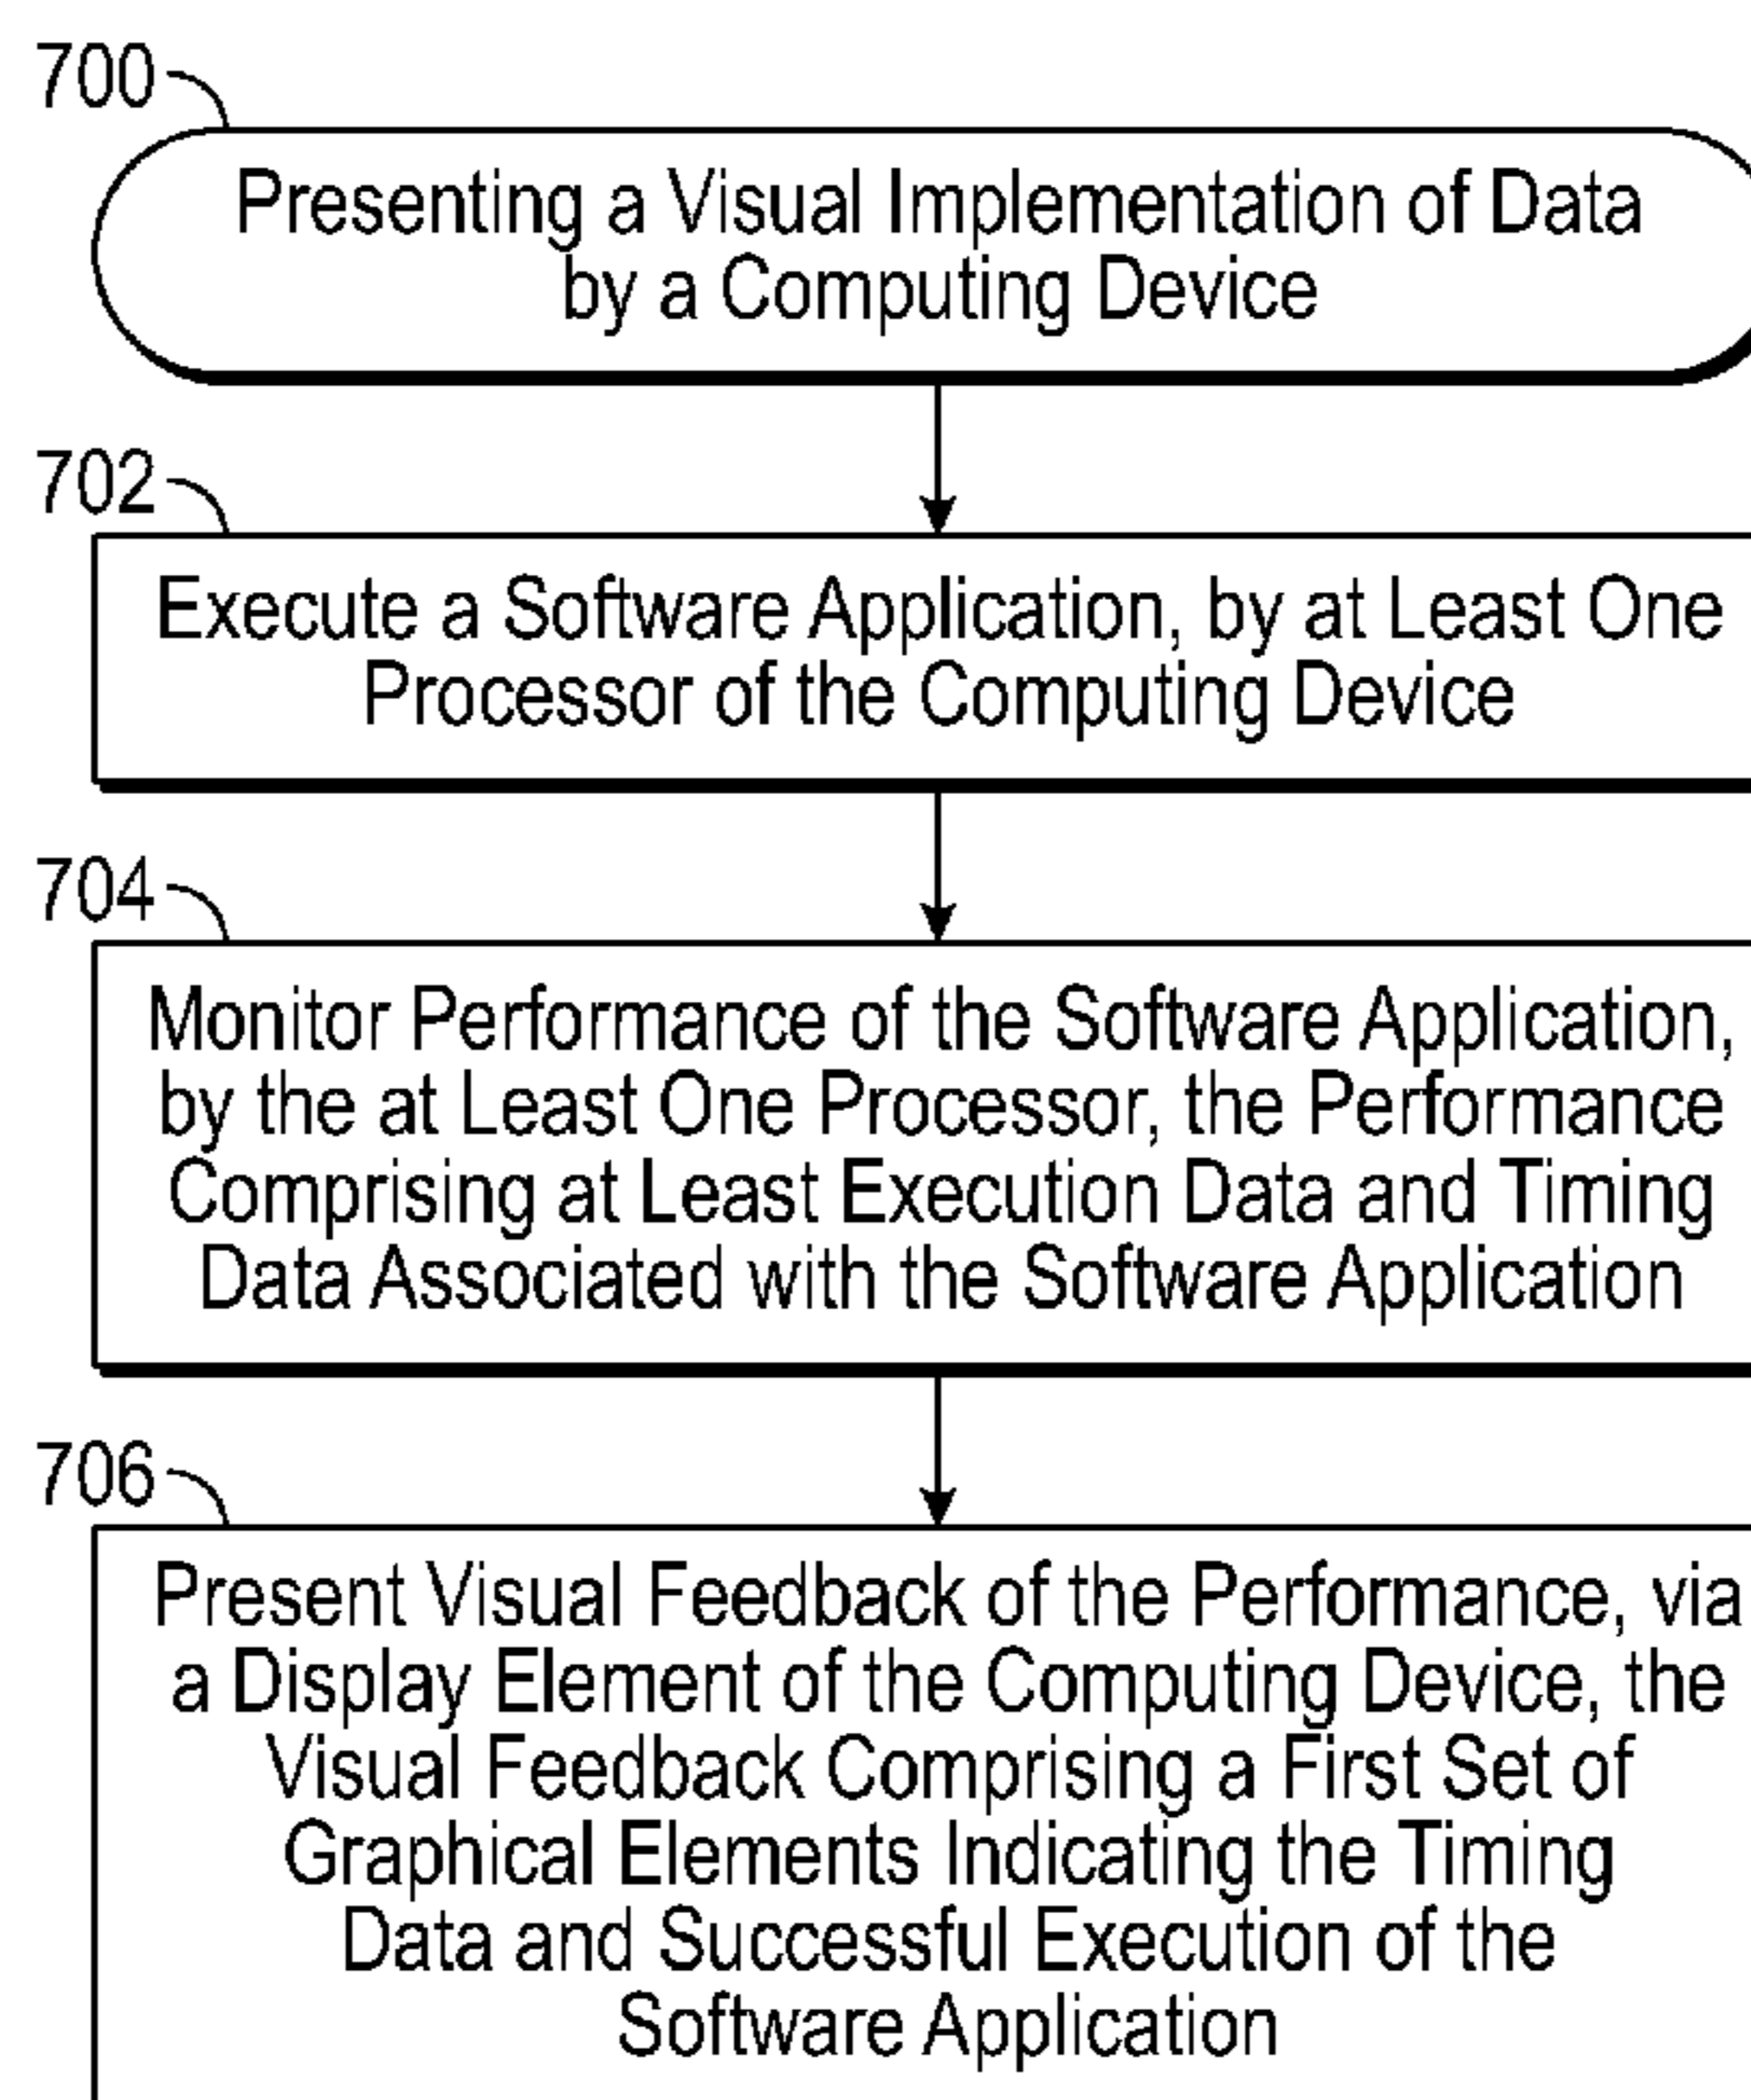 700
Presenting a Visual Implementation of Data
by a Computing Device
702
Execute a Software Application, by at Least One
Processor of the Computing Device
704
Monitor Performance of the Software Application,
by the at Least One Processor, the Performance
Comprising at Least Execution Data and Timing
Data Associated with the Software Application
706
Present Visual Feedback of the Performance, via
a Display Element of the Computing Device, the
Visual Feedback Comprising a First Set of
Graphical Elements Indicating the Timing
Data and Successful Execution of the
Software Application